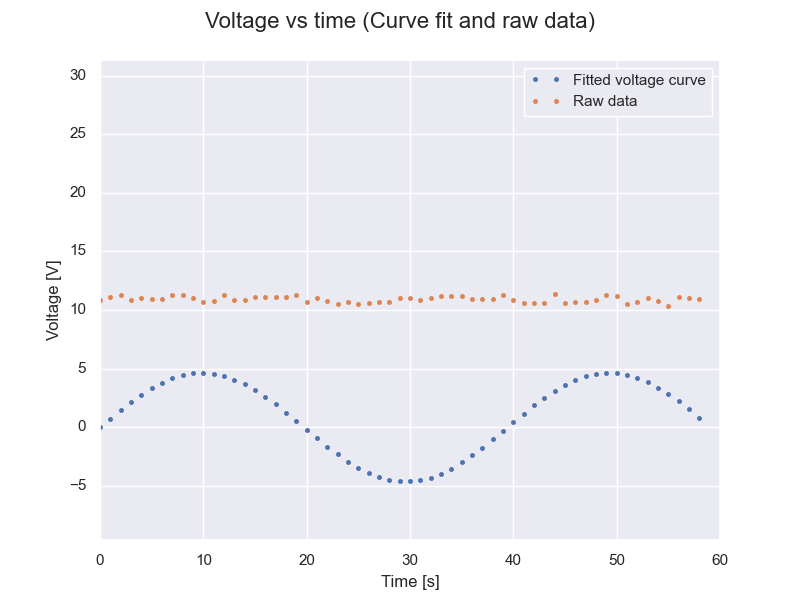 Voltage vs time (Curve fit and raw data)
Fitted voltage curve
Raw data
30
25
20
15
10
5
0
−5
Voltage [V]
0 10 20 30 40 50 60
Time [s]